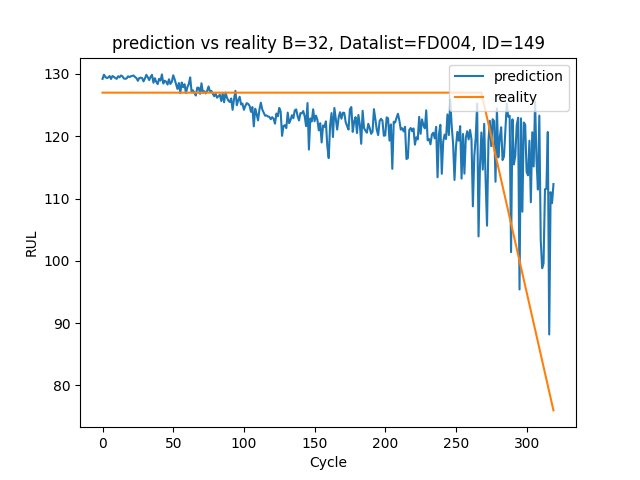 prediction vs reality B=32, Datalist=FD004, ID=149
prediction
reality
130
120
110
100
90
80
RUL
0
50
100
150
200
250
300
Cycle